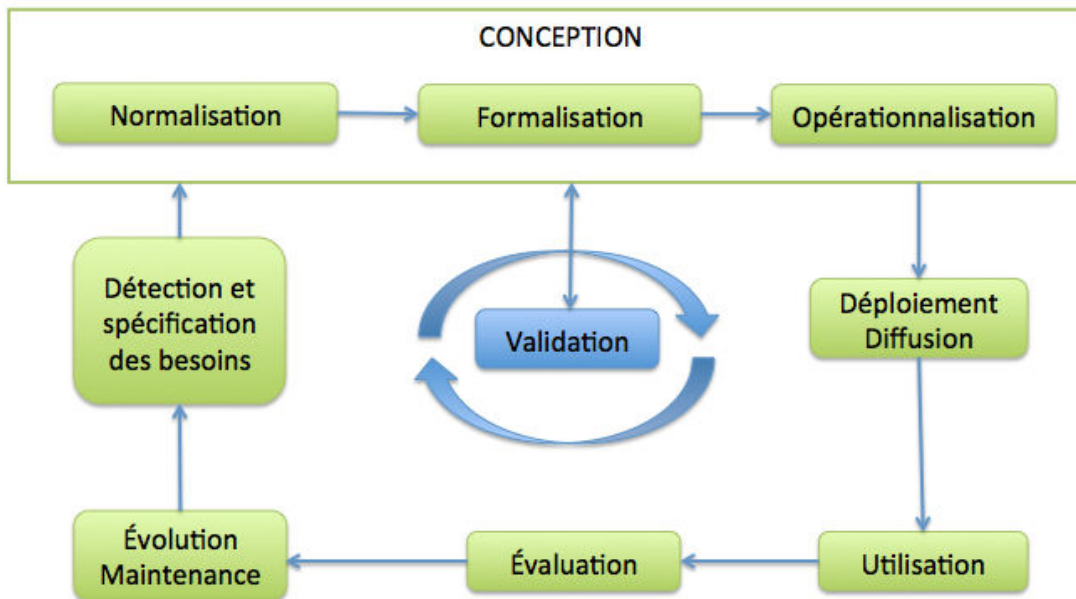 CONCEPTION
Normalisation
Formalisation
Opérationnalisation
Détection et
spécification
des besoins
Validation
Déploiement
Diffusion
Évolution
Maintenance
Évaluation
Utilisation